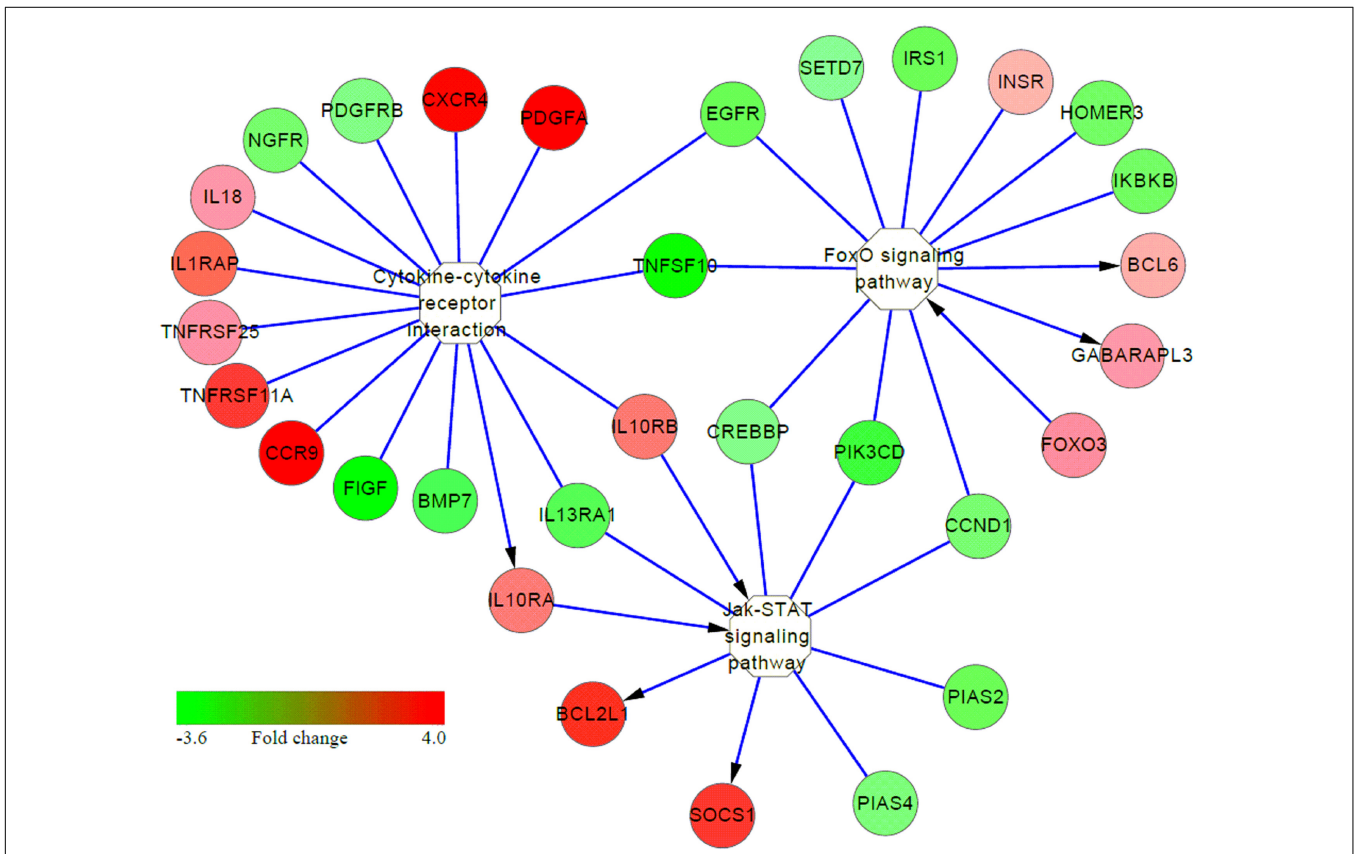 IRS1
SETD7
INSR
CXCR4
PDGFRB
EGFR
HOMER3
PDGFA
NGFR
IKBKB
IL18
FoxO signaling
pathway
IL1RAP
TNFSF10
BCL6
Cytokine-cytokine
receptor
interaction
TNFRSF25
GABARAPL3
TNFRSF11A
IL10RB
CREBBP
FOXO3
CCR9
PIK3CD
FIGF
BMP7
IL13RA1
CCND1
IL10RA
Jak-STAT
signaling
pathway
PIAS2
BCL2L1
-3.6 Fold change 4.0
PIAS4
SOCS1